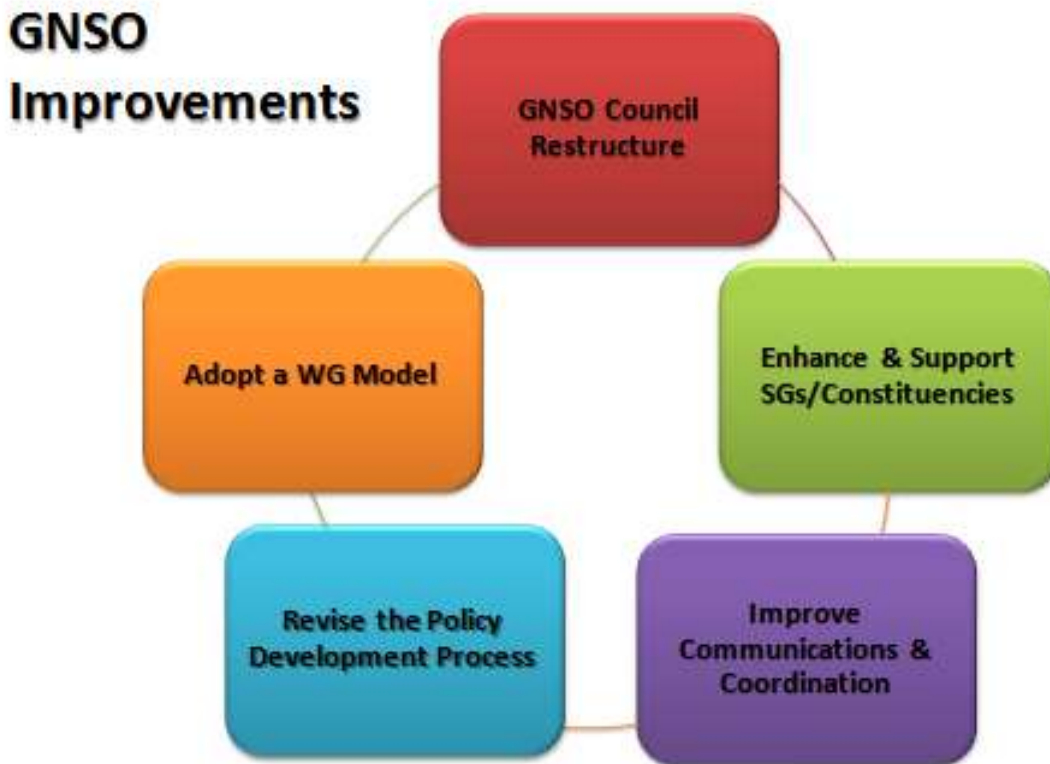 GNSO
Improvements
GNSO Council
Restructure
Enhance & Support
SGs/Constituencies
Improve
Communications &
Coordination
Revise the Policy
Development Process
Adopt a WG Model